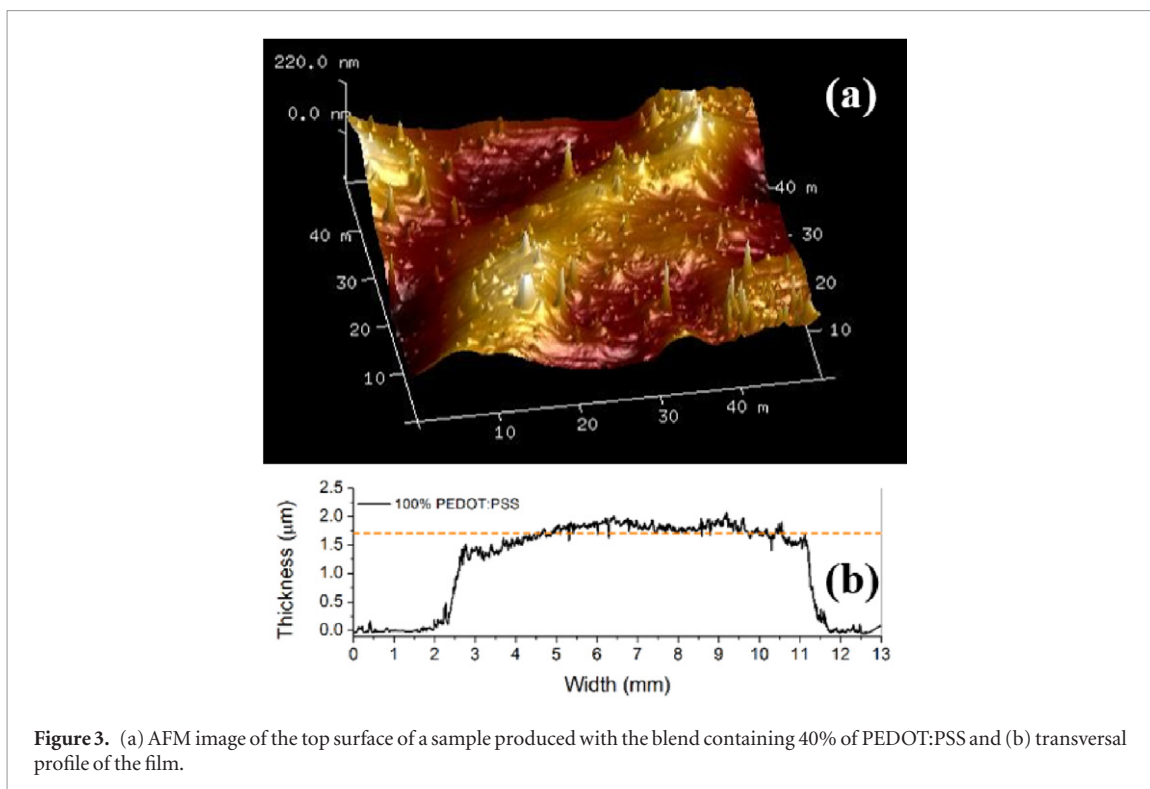 220.0 nm
(a)
0.0 nm
40 m
40 m
30
30
20
20
10
10
40 m
30
20
10
2.5
2.0
1.5
1.0
0.5
0.0
Thickness (μm)
100% PEDOT:PSS
(b)
0 1 2 3 4 5 6 7 8 9 10 11 12 13
Width (mm)
Figure 3. (a) AFM image of the top surface of a sample produced with the blend containing 40% of PEDOT:PSS and (b) transversal
profile of the film.